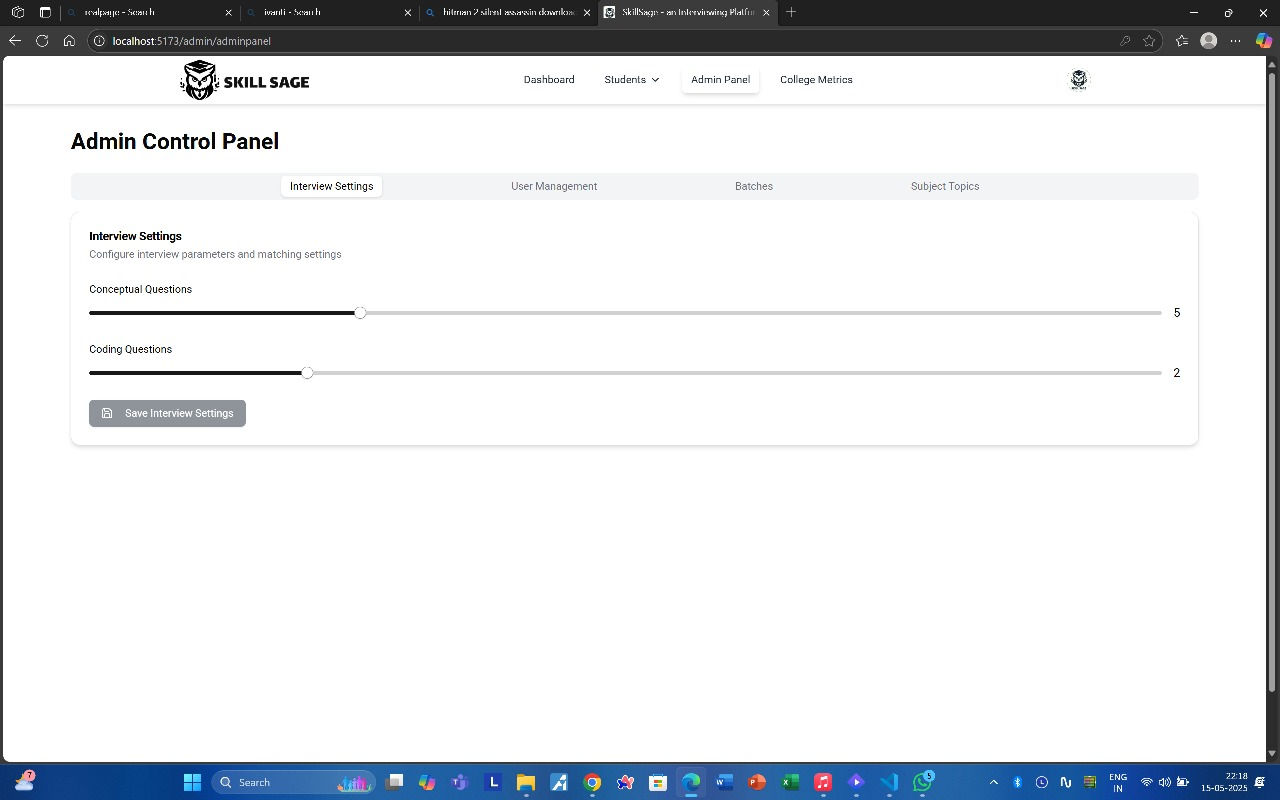 realpage - Search
ivanti - Search
hitman 2 silent assassin download
SkillSage - an Interviewing Platfor
localhost:5173/admin/adminpanel
SKILL SAGE
Dashboard
Students
Admin Panel
College Metrics
Admin Control Panel
Interview Settings
User Management
Batches
Subject Topics
Interview Settings
Configure interview parameters and matching settings
Conceptual Questions
5
Coding Questions
2
Save Interview Settings
7
Search
5
ENG
IN
22:18
15-05-2025